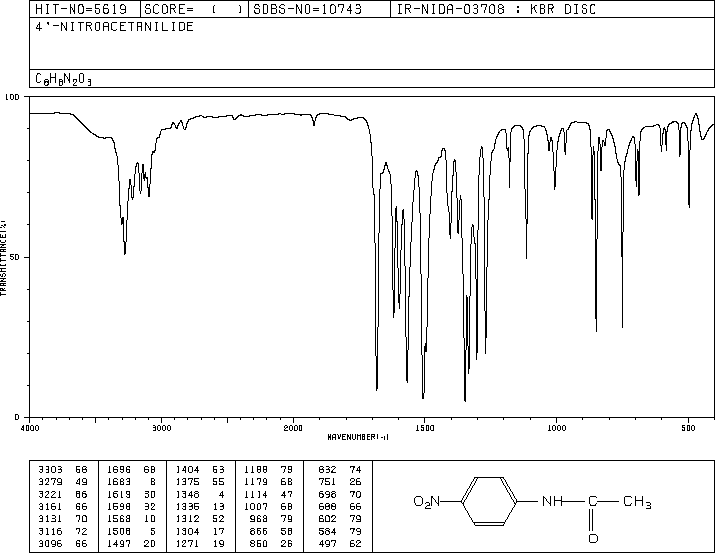 HIT-NO=5619 SCORE= ( ) SDBS-NO=10743 IR-NIDA-03708 : KBR DISC
4'-NITROACETANILIDE
C8H8N2O3
100
TRANSMITTANCE(%)
50
0
4000 3000 2000 1500 1000 500
WAVENUMBER(-1)
3303 58 1696 68 1404 53 1188 79 832 74
3279 49 1683 8 1375 55 1179 68 751 26
3221 66 1619 30 1348 4 1114 47 698 70
3161 66 1598 32 1335 13 1007 68 688 66
3131 70 1568 10 1312 52 968 79 602 79
3116 72 1508 5 1304 17 866 58 584 79
3096 66 1497 20 1271 19 850 26 497 62
O2N NH C CH3
O